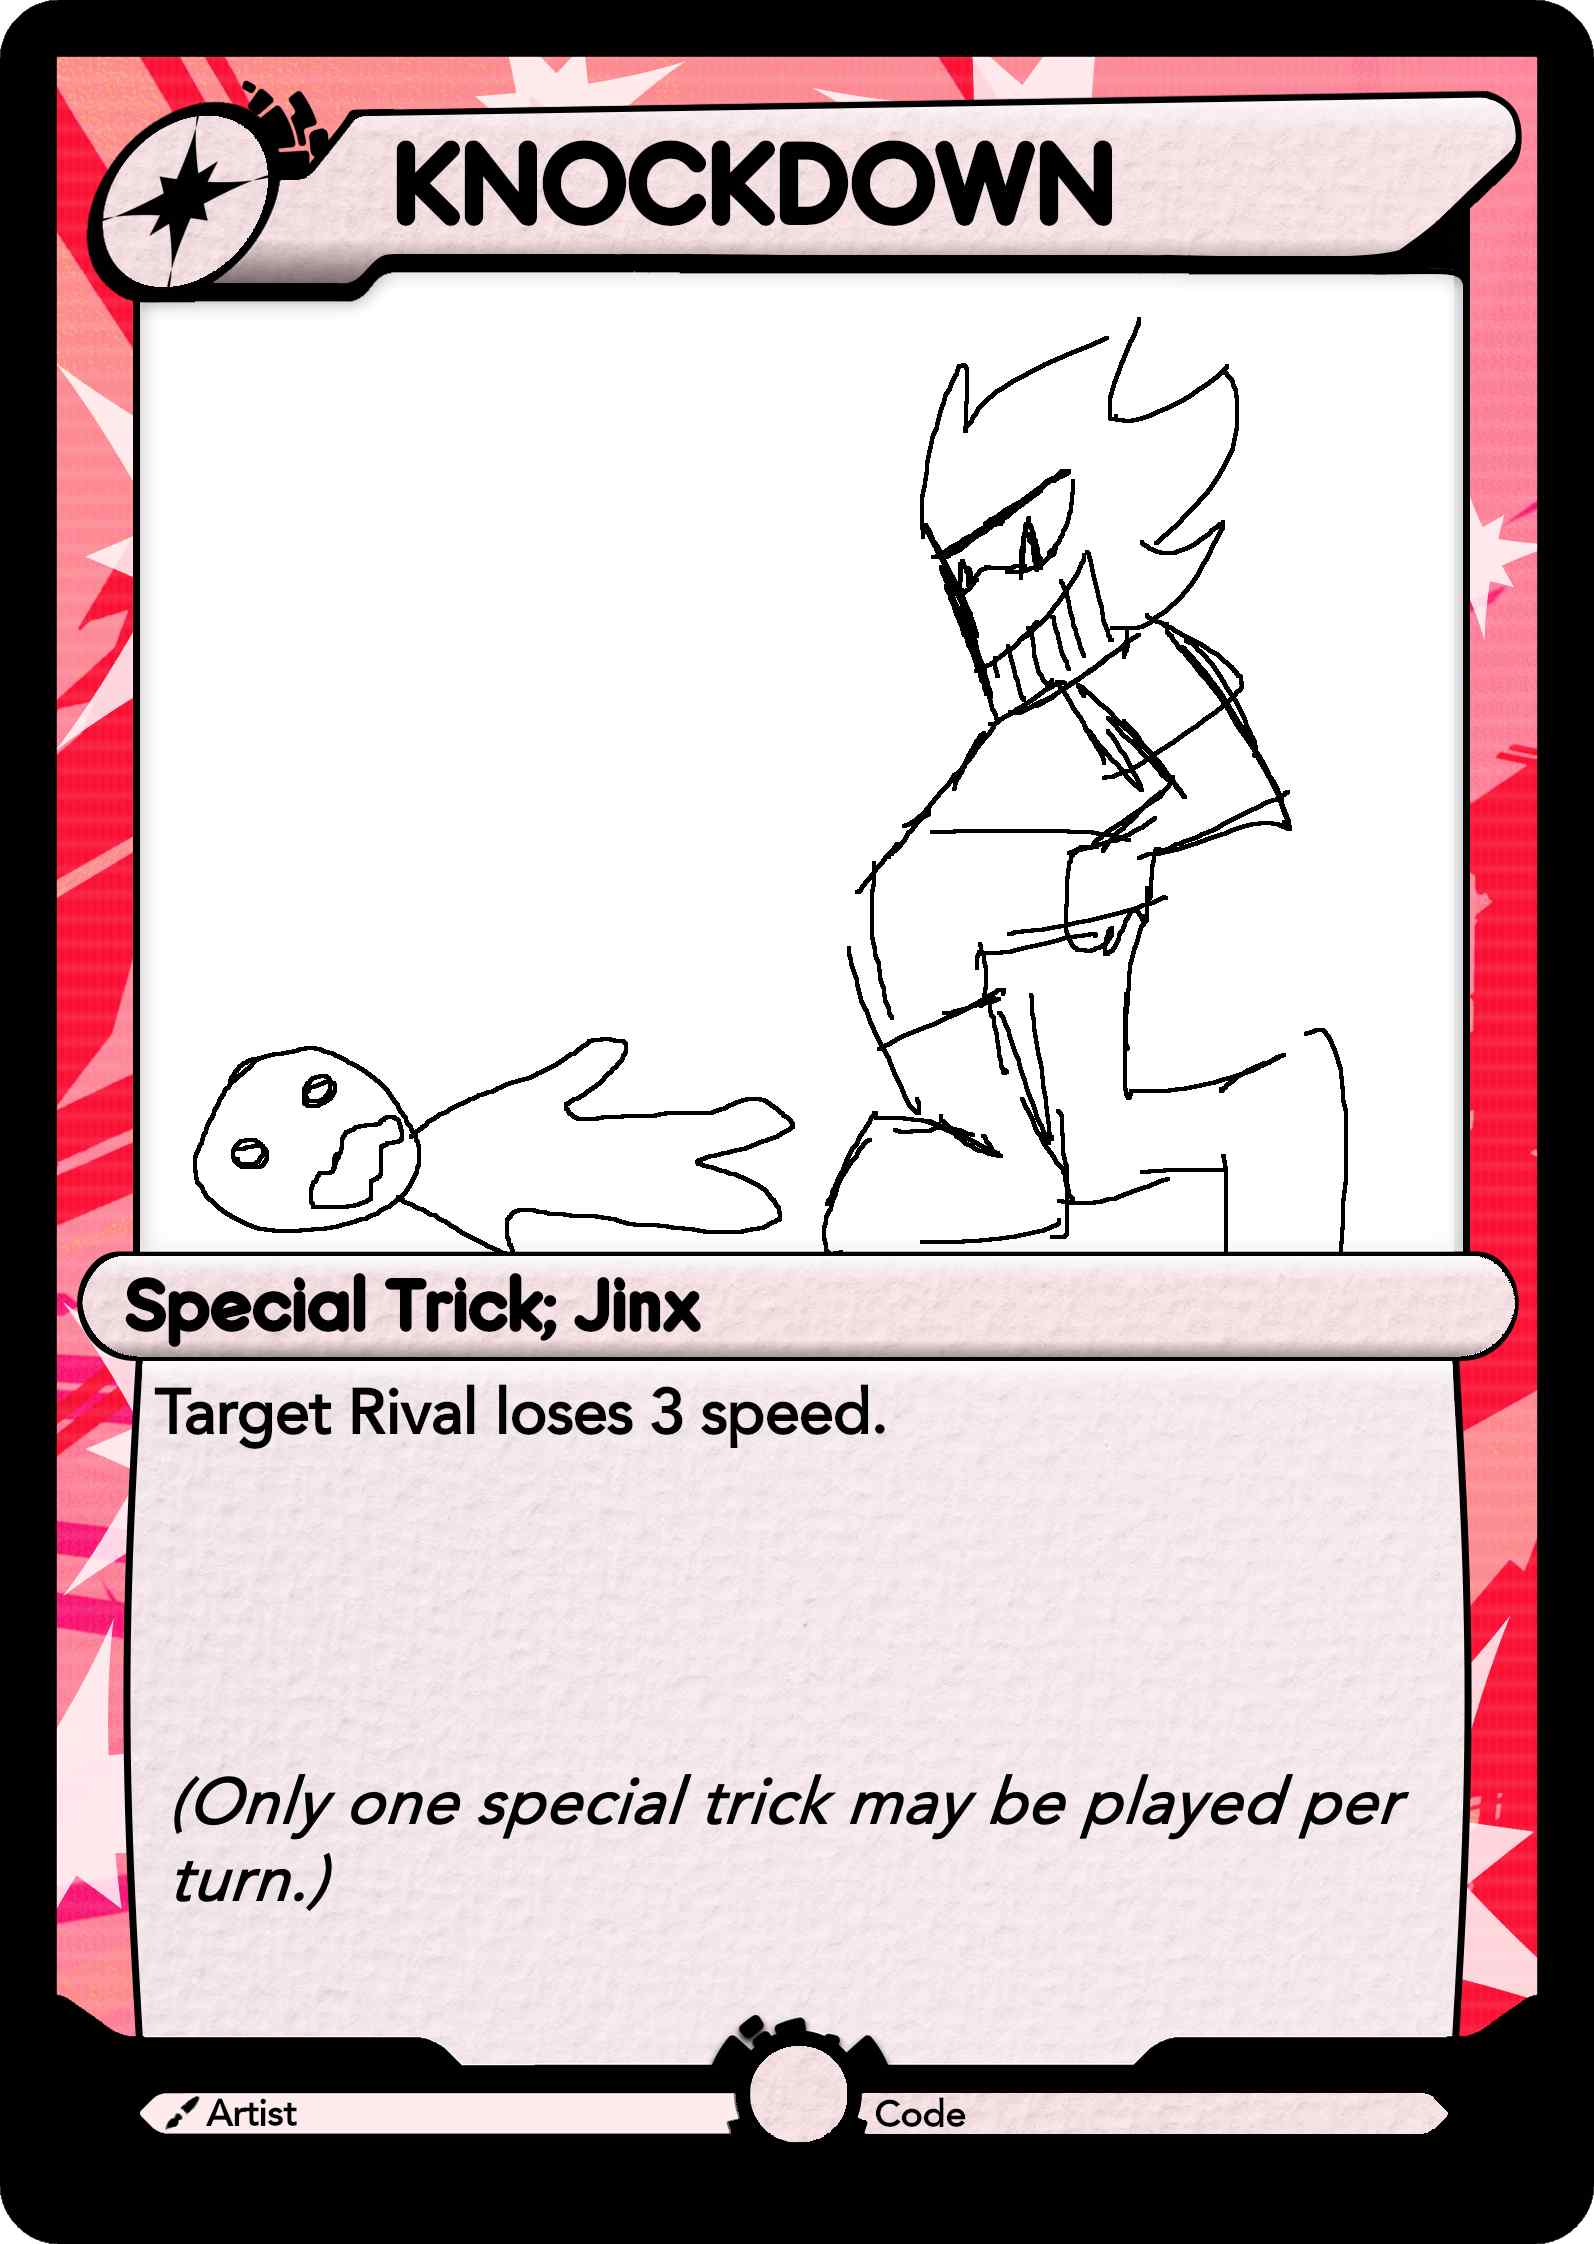 KNOCKDOWN
Special Trick; Jinx
Target Rival loses 3 speed.
(Only one special trick may be played per
turn.)
Artist
Code